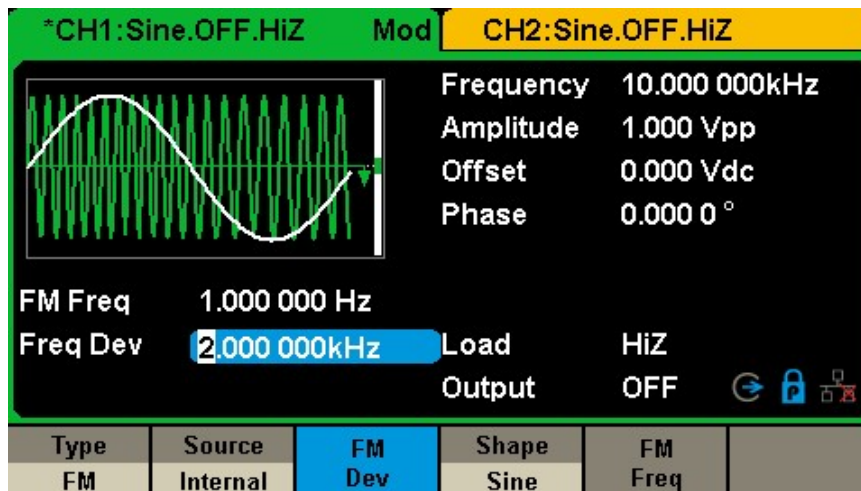 *CH1:Sine.OFF.HiZ Mod CH2:Sine.OFF.HiZ
Frequency 10.000 000kHz
Amplitude 1.000 Vpp
Offset 0.000 Vdc
Phase 0.000 0 °
FM Freq 1.000 000 Hz
Freq Dev 2.000 000kHz Load HiZ
Output OFF P
Type Source FM Shape FM
FM Internal Dev Sine Freq